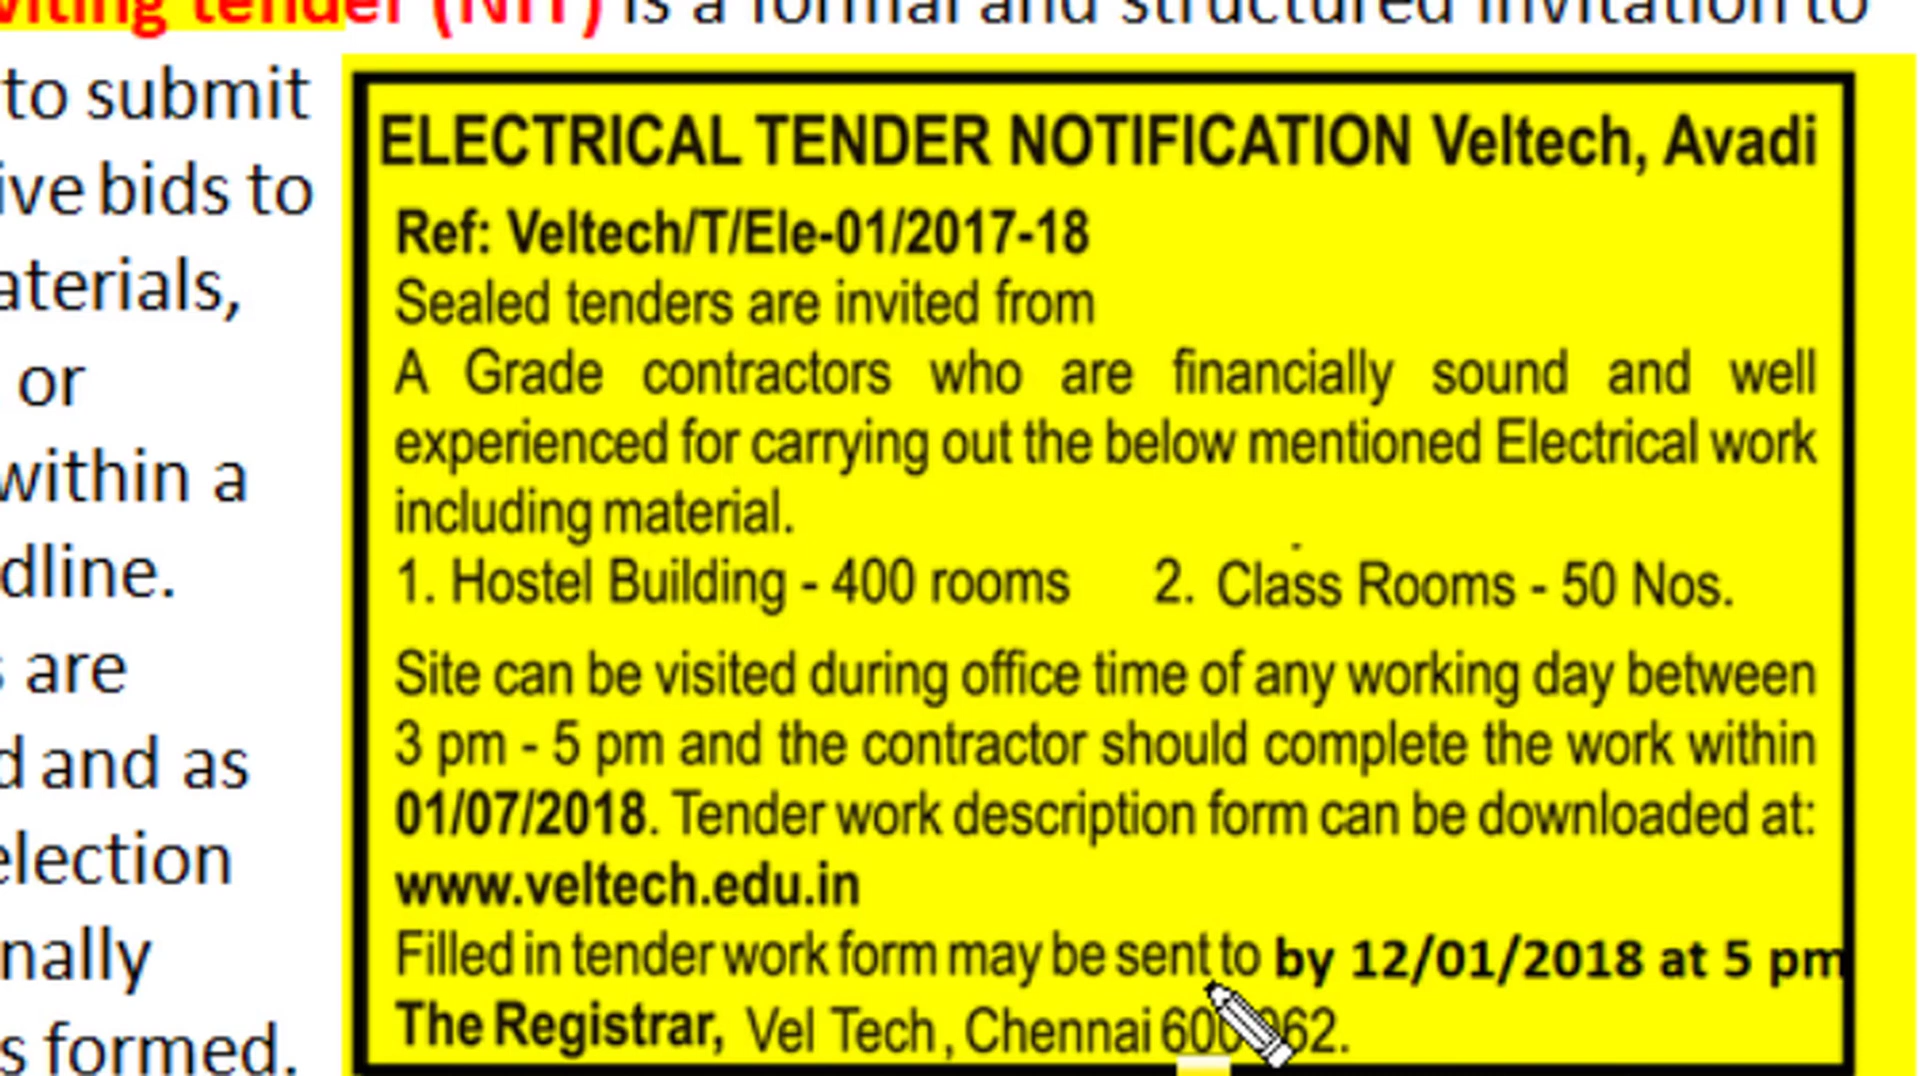 viting tender (NIT) is a formal and structured invitation to
to submit
ive bids to
aterials,
or
within a
dline.
s are
d and as
election
nally
s formed.
ELECTRICAL TENDER NOTIFICATION Veltech, Avadi
Ref: Veltech/T/Ele-01/2017-18
Sealed tenders are invited from
A Grade contractors who are financially sound and well
experienced for carrying out the below mentioned Electrical work
including material.
1. Hostel Building - 400 rooms 2. Class Rooms - 50 Nos.
Site can be visited during office time of any working day between
3 pm - 5 pm and the contractor should complete the work within
01/07/2018. Tender work description form can be downloaded at:
www.veltech.edu.in
Filled in tender work form may be sent to by 12/01/2018 at 5 pm
The Registrar, Vel Tech, Chennai